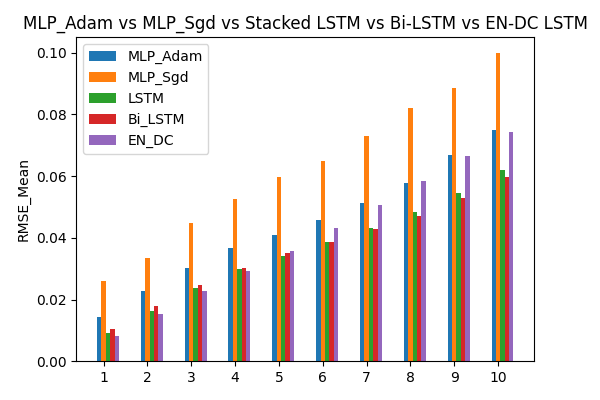 MLP_Adam vs MLP_Sgd vs Stacked LSTM vs Bi-LSTM vs EN-DC LSTM
MLP_Adam
MLP_Sgd
LSTM
Bi_LSTM
EN_DC
RMSE_Mean
0.10
0.08
0.06
0.04
0.02
0.00
1 2 3 4 5 6 7 8 9 10